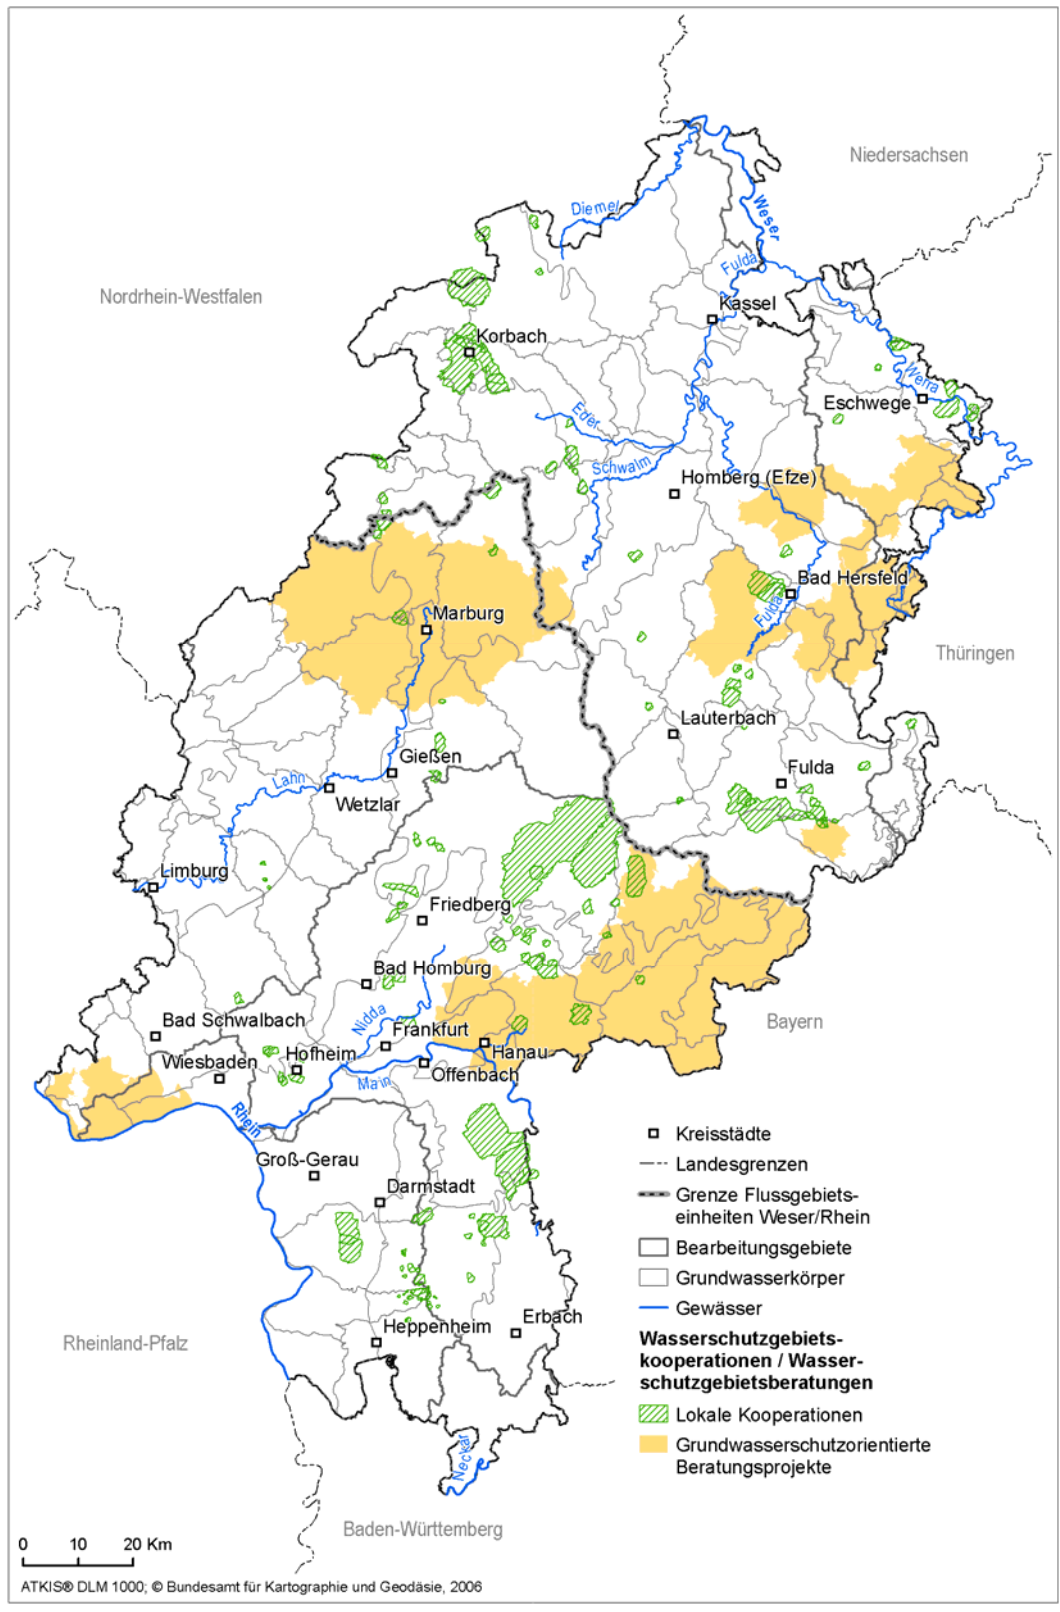 Niedersachsen
Diemel
Weser
Fulda
Nordrhein-Westfalen
Kassel
Korbach
Werra
Eschwege
Eder
Schwalm
Homberg (Efze)
Bad Hersfeld
Fulda
Marburg
Thüringen
Lauterbach
Gießen
Fulda
Lahn
Wetzlar
Limburg
Friedberg
Bad Homburg
Bad Schwalbach
Nidda
Frankfurt
Bayern
Wiesbaden
Hofheim
Hanau
Main
Offenbach
Rhein
Groß-Gerau
Darmstadt
Erbach
Heppenheim
Rheinland-Pfalz
Neckar
Baden-Württemberg
Kreisstädte
Landesgrenzen
Grenze Flussgebiets-
einheiten Weser/Rhein
Bearbeitungsgebiete
Grundwasserkörper
Gewässer
Wasserschutzgebiets-
kooperationen / Wasser-
schutzgebietsberatungen
Lokale Kooperationen
Grundwasserschutzorientierte
Beratungsprojekte
0 10 20 Km
ATKIS® DLM 1000; © Bundesamt für Kartographie und Geodäsie, 2006